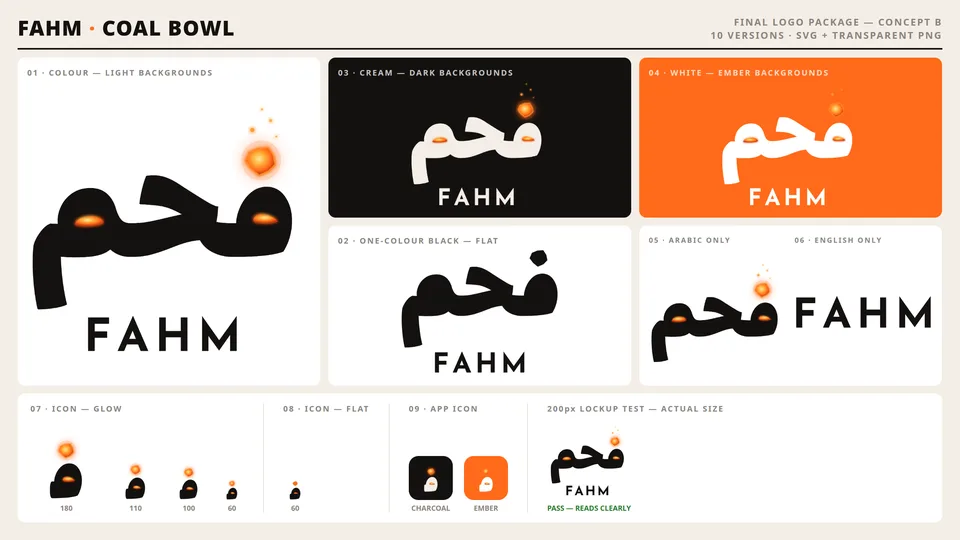 FAHM · COAL BOWL
FINAL LOGO PACKAGE — CONCEPT B
10 VERSIONS · SVG + TRANSPARENT PNG
01 · COLOUR — LIGHT BACKGROUNDS
فحم
FAHM
03 · CREAM — DARK BACKGROUNDS
فحم
FAHM
04 · WHITE — EMBER BACKGROUNDS
فحم
FAHM
02 · ONE-COLOUR BLACK — FLAT
فحم
FAHM
05 · ARABIC ONLY
فحم
06 · ENGLISH ONLY
FAHM
07 · ICON — GLOW
180
110
100
60
08 · ICON — FLAT
60
09 · APP ICON
CHARCOAL
EMBER
200px LOCKUP TEST — ACTUAL SIZE
فحم
FAHM
PASS — READS CLEARLY